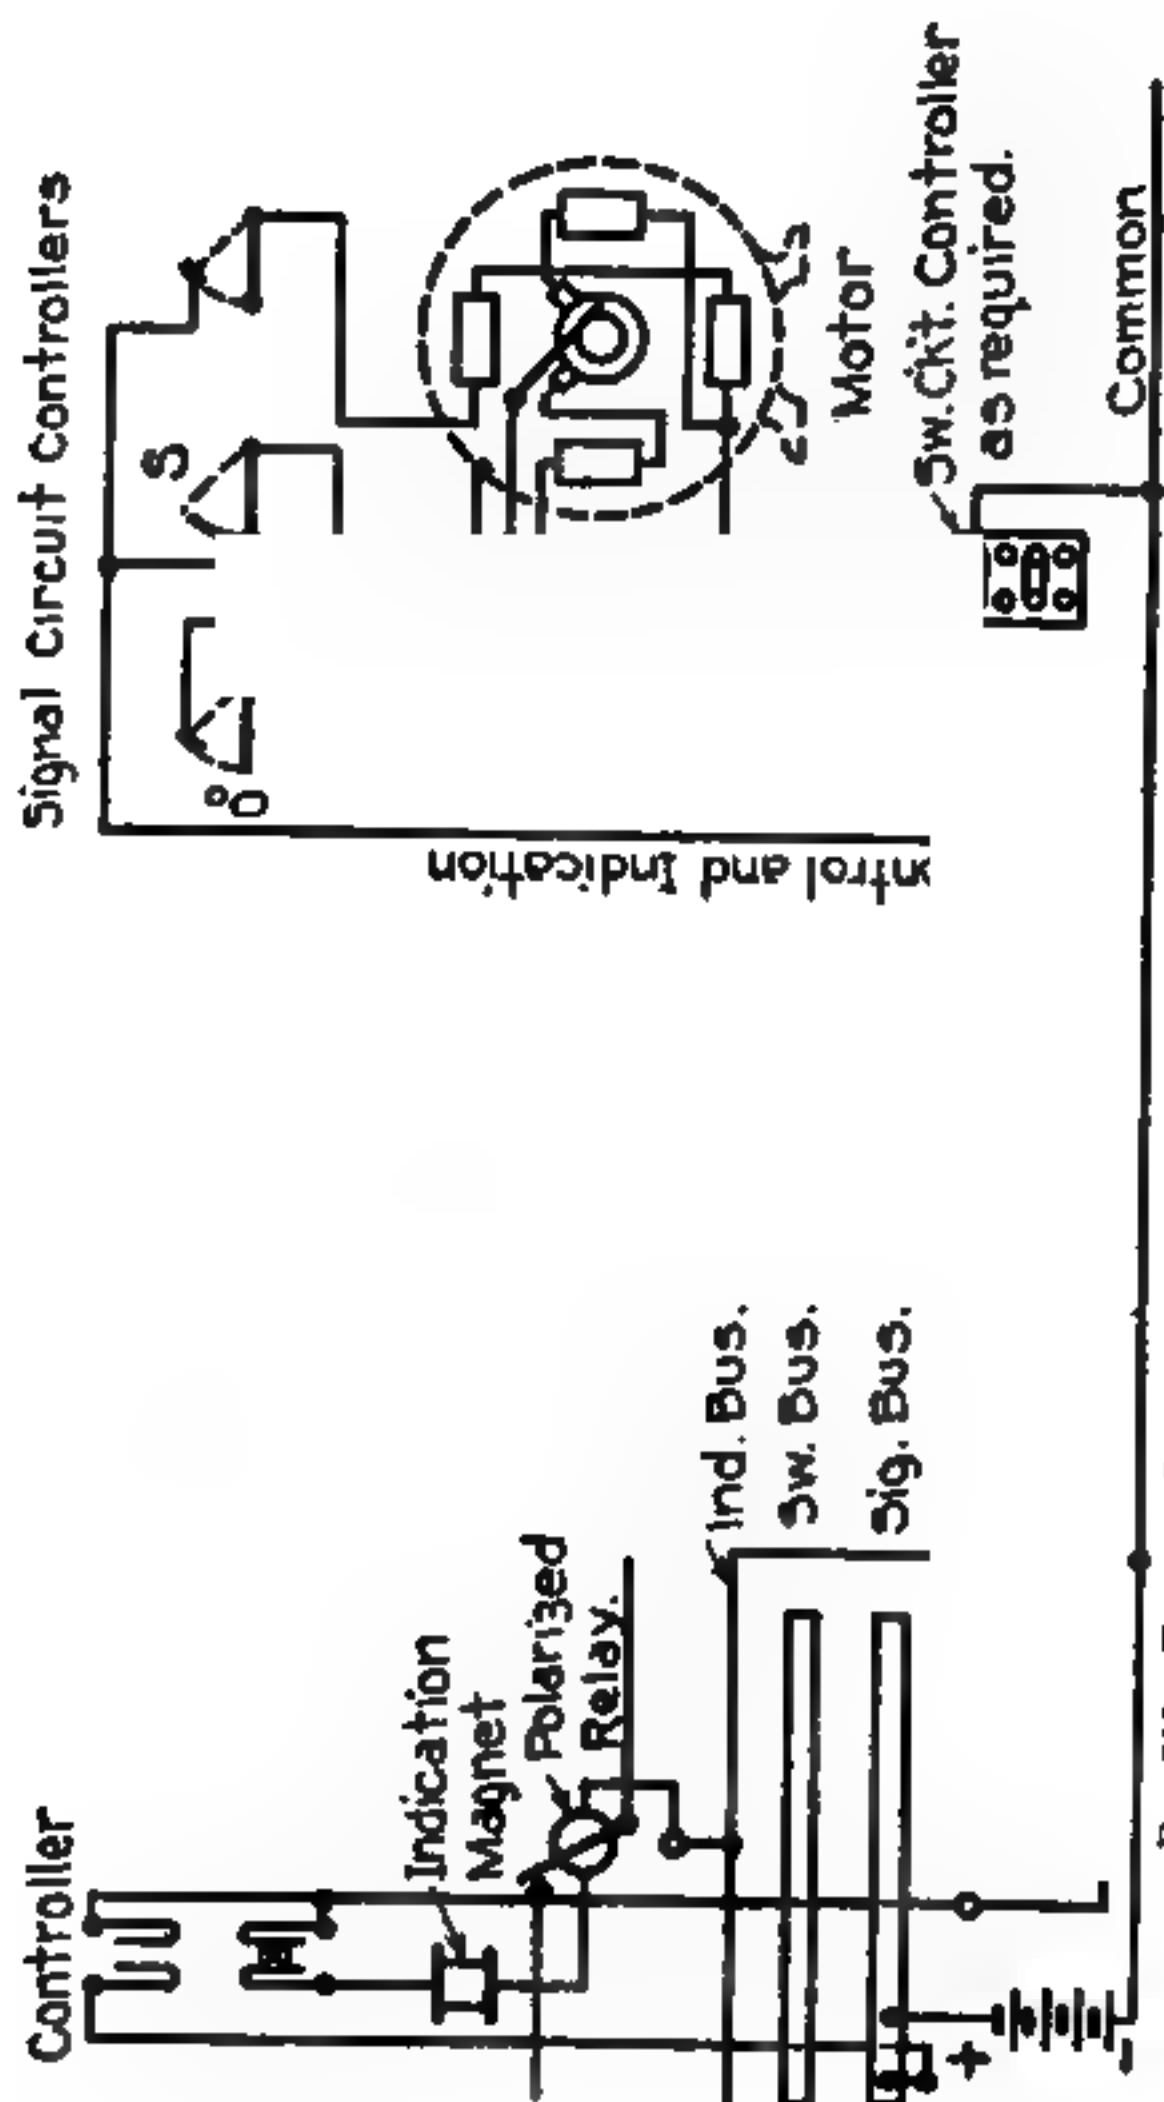 Signal Circuit Controllers
S
O°
ntrol and Indication
Motor
Sw. Ckt. Controller
as required.
Common
Controller
Indication
Magnet
Polarized
Relay.
Ind. Bus.
Sw. Bus.
Sig. Bus.
+
-